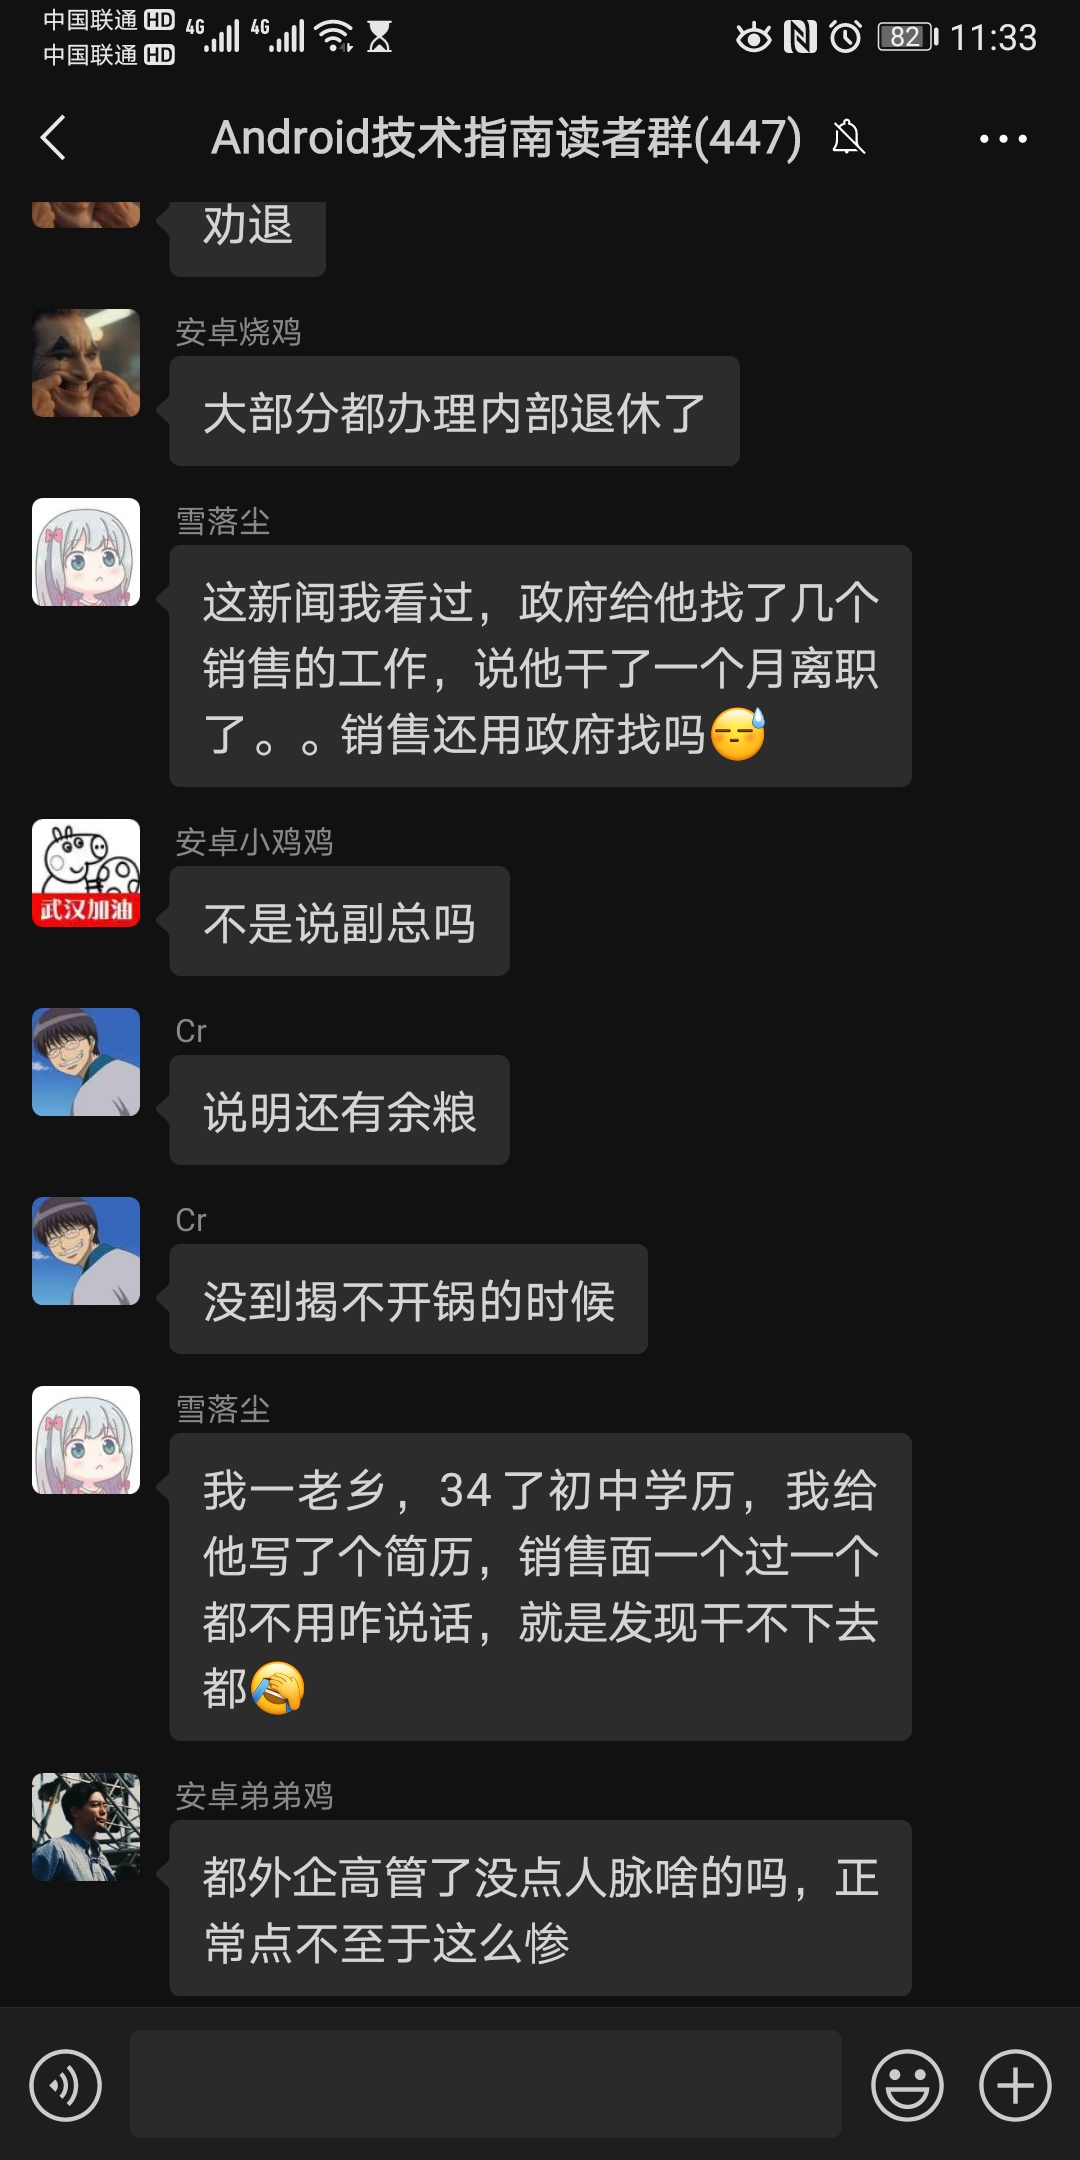 中国联通 HD 4G 4G 82 11:33
中国联通 HD
Android技术指南读者群(447)
劝退
安卓烧鸡
大部分都办理内部退休了
雪落尘
这新闻我看过，政府给他找了几个
销售的工作，说他干了一个月离职
了。。销售还用政府找吗😅
安卓小鸡鸡
武汉加油
不是说副总吗
Cr
说明还有余粮
Cr
没到揭不开锅的时候
雪落尘
我一老乡，34了初中学历，我给
他写了个简历，销售面一个过一个
都不用咋说话，就是发现干不下去
都🤦
安卓弟弟鸡
都外企高管了没点人脉啥的吗，正
常点不至于这么惨